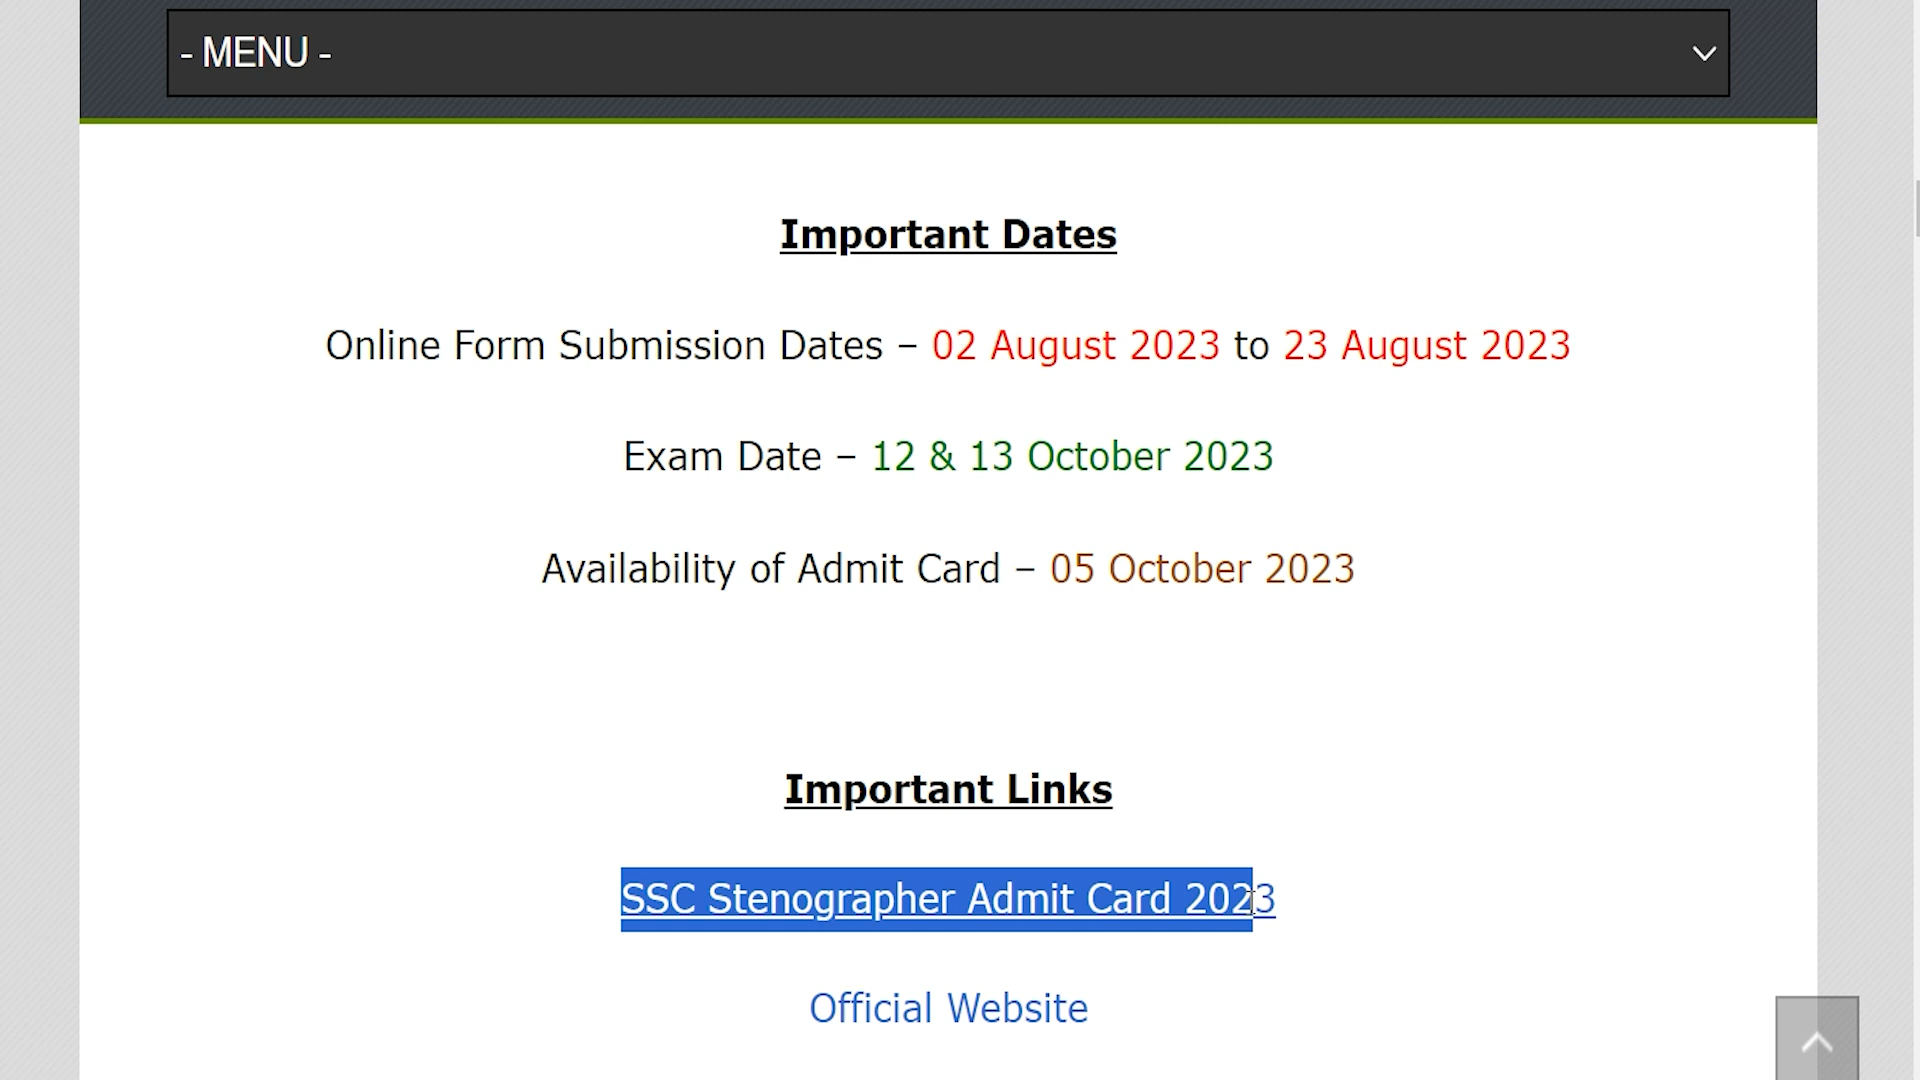 - MENU -
Important Dates
Online Form Submission Dates – 02 August 2023 to 23 August 2023
Exam Date – 12 & 13 October 2023
Availability of Admit Card – 05 October 2023
Important Links
SSC Stenographer Admit Card 2023
Official Website